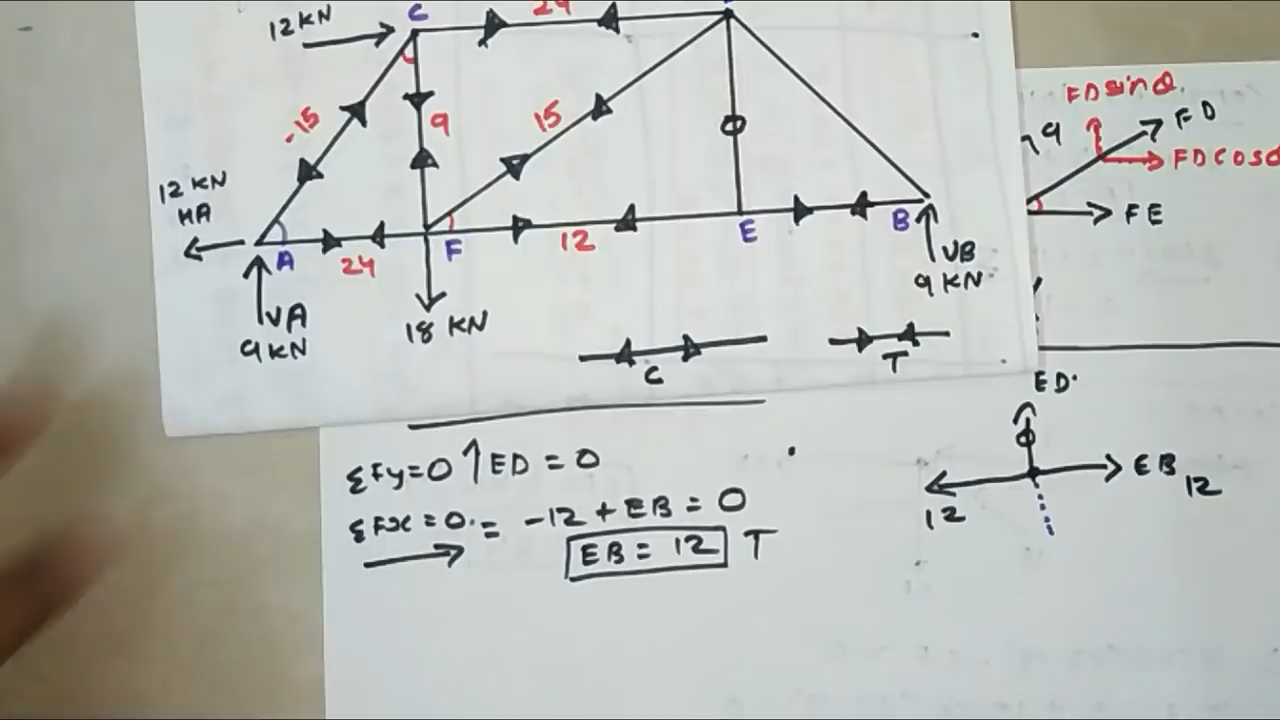 12 KN
C
24
-15
9
15
12 KN
HA
A
24
F
12
E
B
VA
9 KN
18 KN
VB
9 KN
C
T
FD sinθ
FD
9
FD COSθ
FE
ΣFy=0 ↑ED = 0
ΣFx = 0. = -12 + EB = 0
EB = 12 T
ED
EB
12
12